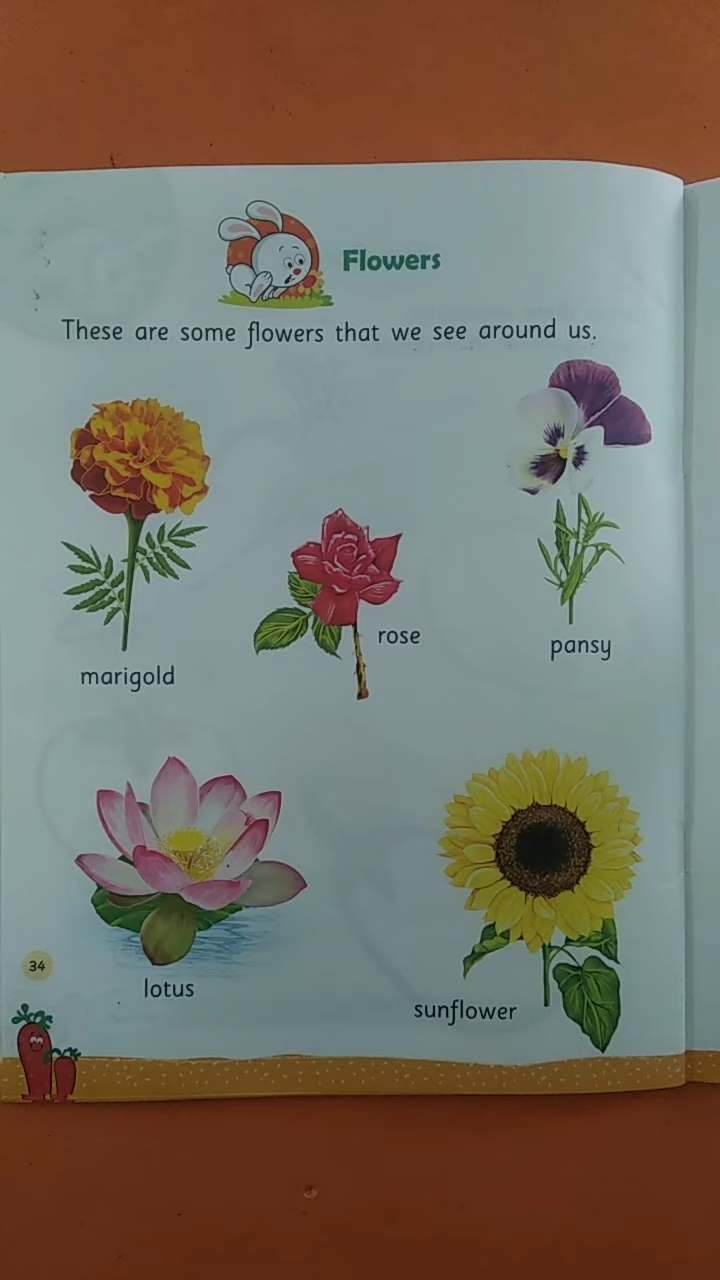 Flowers
These are some flowers that we see around us.
marigold
rose
pansy
lotus
sunflower
34